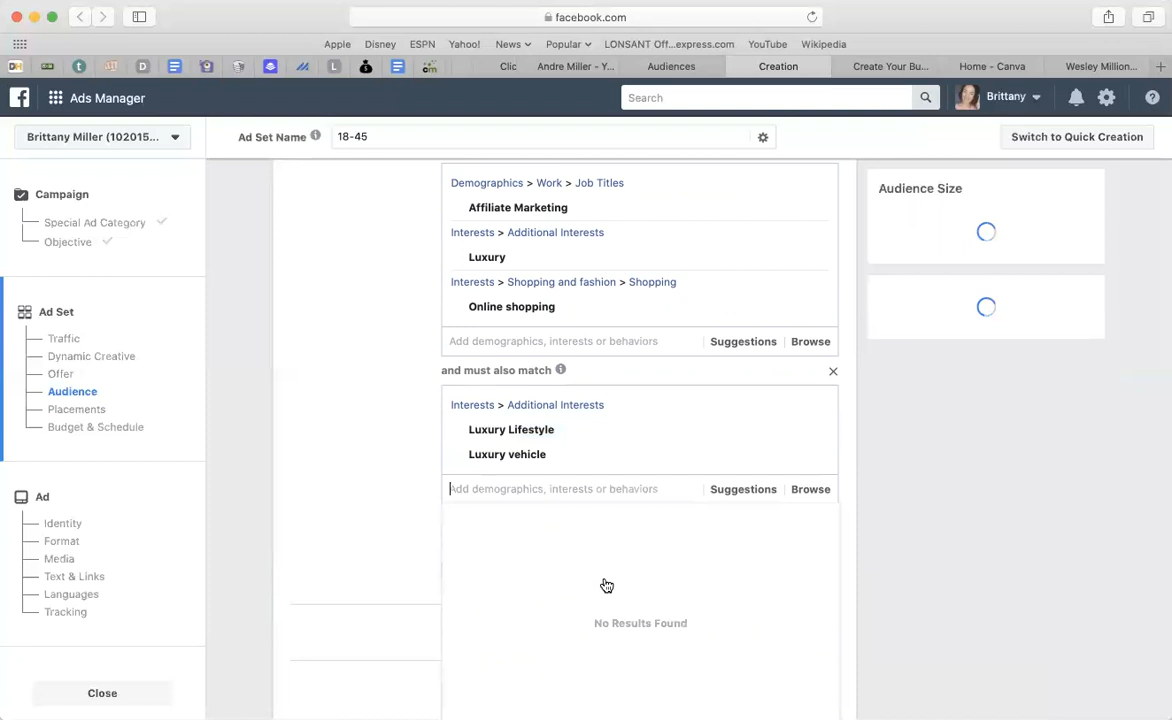 facebook.com
Apple Disney ESPN Yahoo! News Popular LONSANT Off...express.com YouTube Wikipedia
Clic Andre Miller - Y... Audiences Creation Create Your Bu... Home - Canva Wesley Million...
Ads Manager Search Brittany
Brittany Miller (102015... Ad Set Name 18-45 Switch to Quick Creation
Campaign
Special Ad Category
Objective
Ad Set
Traffic
Dynamic Creative
Offer
Audience
Placements
Budget & Schedule
Ad
Identity
Format
Media
Text & Links
Languages
Tracking
Close
Demographics > Work > Job Titles
Affiliate Marketing
Interests > Additional Interests
Luxury
Interests > Shopping and fashion > Shopping
Online shopping
Add demographics, interests or behaviors Suggestions Browse
and must also match
Interests > Additional Interests
Luxury Lifestyle
Luxury vehicle
Add demographics, interests or behaviors Suggestions Browse
No Results Found
Audience Size